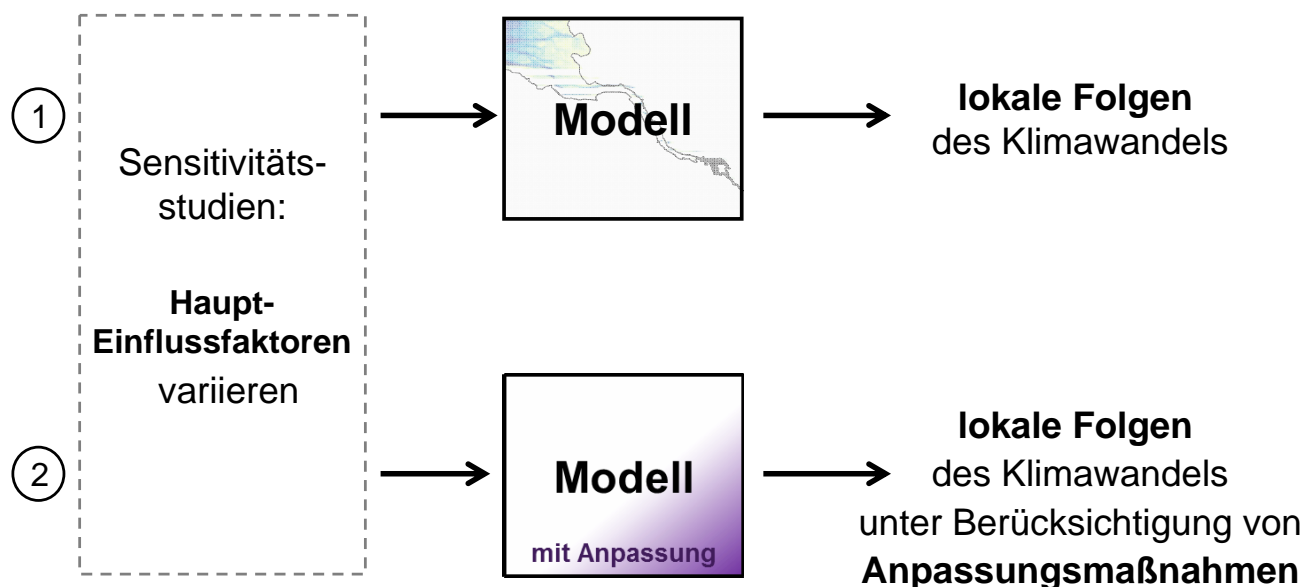 1
Sensitivitäts-
studien:
Haupt-
Einflussfaktoren
variieren
Modell
lokale Folgen
des Klimawandels
2
Modell
mit Anpassung
lokale Folgen
des Klimawandels
unter Berücksichtigung von
Anpassungsmaßnahmen